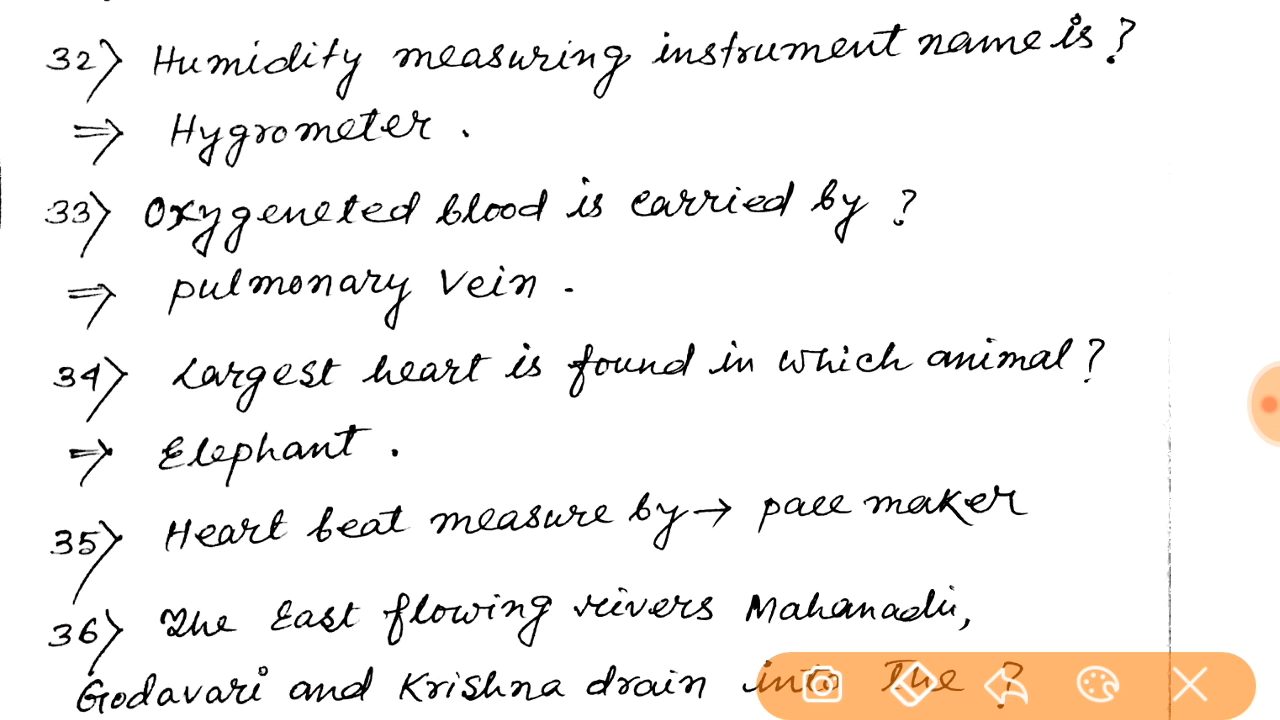 32) Humidity measuring instrument name is ?
⇒ Hygrometer .
33) Oxygeneted blood is carried by ?
⇒ pulmonary vein .
34) Largest heart is found in which animal ?
⇒ Elephant .
35) Heart beat measure by → pace maker
36) The East flowing rivers Mahanadi,
Godavari and Krishna drain into The ?